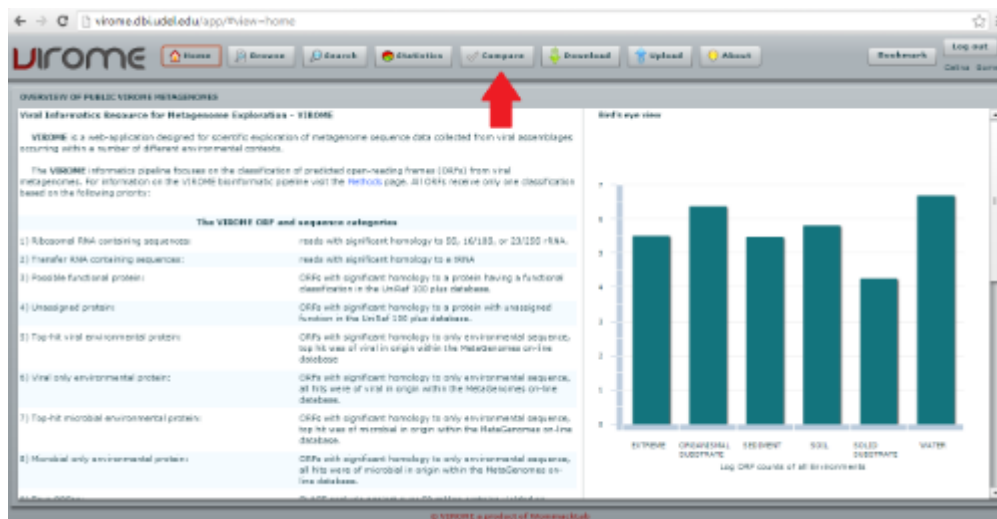 virome.dbi.udel.edu/app/#view=home
VIROME Home Browse Search Statistics Compare Download Upload About Bookmark Log out
OVERVIEW OF PUBLIC VIROME METAGENOMES
Viral Informatics Resource for Metagenome Exploration - VIROME
Bird's eye view
VIROME is a web-application designed for scientific exploration of metagenome sequence data collected from viral assemblages
occurring within a number of different environmental contexts.
The VIROME informatics pipeline focuses on the classification of predicted open-reading frames (ORFs) from viral
metagenomes. For information on the VIROME bioinformatic pipeline visit the Methods page. All ORFs receive only one classification
based on the following priority:
The VIROME ORF and sequence categories
1) Ribosomal RNA containing sequences: reads with significant homology to 5S, 16/18S, or 23/25S rRNA.
2) Transfer RNA containing sequences: reads with significant homology to a tRNA
3) Possible functional protein: ORFs with significant homology to a protein having a functional
classification in the UniRef 100 plus database.
4) Unassigned protein: ORFs with significant homology to a protein with unassigned
function in the UniRef 100 plus database.
5) Top-hit viral environmental protein: ORFs with significant homology to only environmental sequence,
top hit was of viral in origin within the MetaGenomes on-line
database.
6) Viral only environmental protein: ORFs with significant homology to only environmental sequence,
all hits were of viral in origin within the MetaGenomes on-line
database.
7) Top-hit microbial environmental protein: ORFs with significant homology to only environmental sequence,
top hit was of microbial in origin within the MetaGenomes on-line
database.
8) Microbial only environmental protein: ORFs with significant homology to only environmental sequence,
all hits were of microbial in origin within the MetaGenomes on-
line database.
7
6
5
4
3
2
1
0
EXTREME ORGANISMAL SUBSTRATE SEDIMENT SOIL SOLID SUBSTRATE WATER
Log ORF counts of all Environments
© VIROME a product of